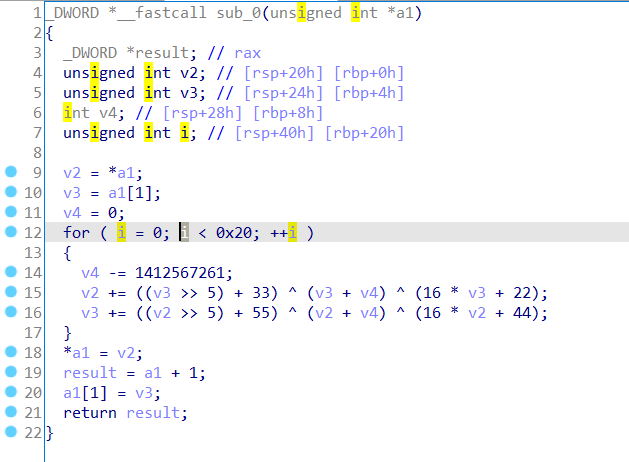 1 _DWORD *__fastcall sub_0(unsigned int *a1)
2 {
3   _DWORD *result; // rax
4   unsigned int v2; // [rsp+20h] [rbp+0h]
5   unsigned int v3; // [rsp+24h] [rbp+4h]
6   int v4; // [rsp+28h] [rbp+8h]
7   unsigned int i; // [rsp+40h] [rbp+20h]
8
9   v2 = *a1;
10   v3 = a1[1];
11   v4 = 0;
12   for ( i = 0; i < 0x20; ++i )
13   {
14     v4 -= 1412567261;
15     v2 += ((v3 >> 5) + 33) ^ (v3 + v4) ^ (16 * v3 + 22);
16     v3 += ((v2 >> 5) + 55) ^ (v2 + v4) ^ (16 * v2 + 44);
17   }
18   *a1 = v2;
19   result = a1 + 1;
20   a1[1] = v3;
21   return result;
22 }